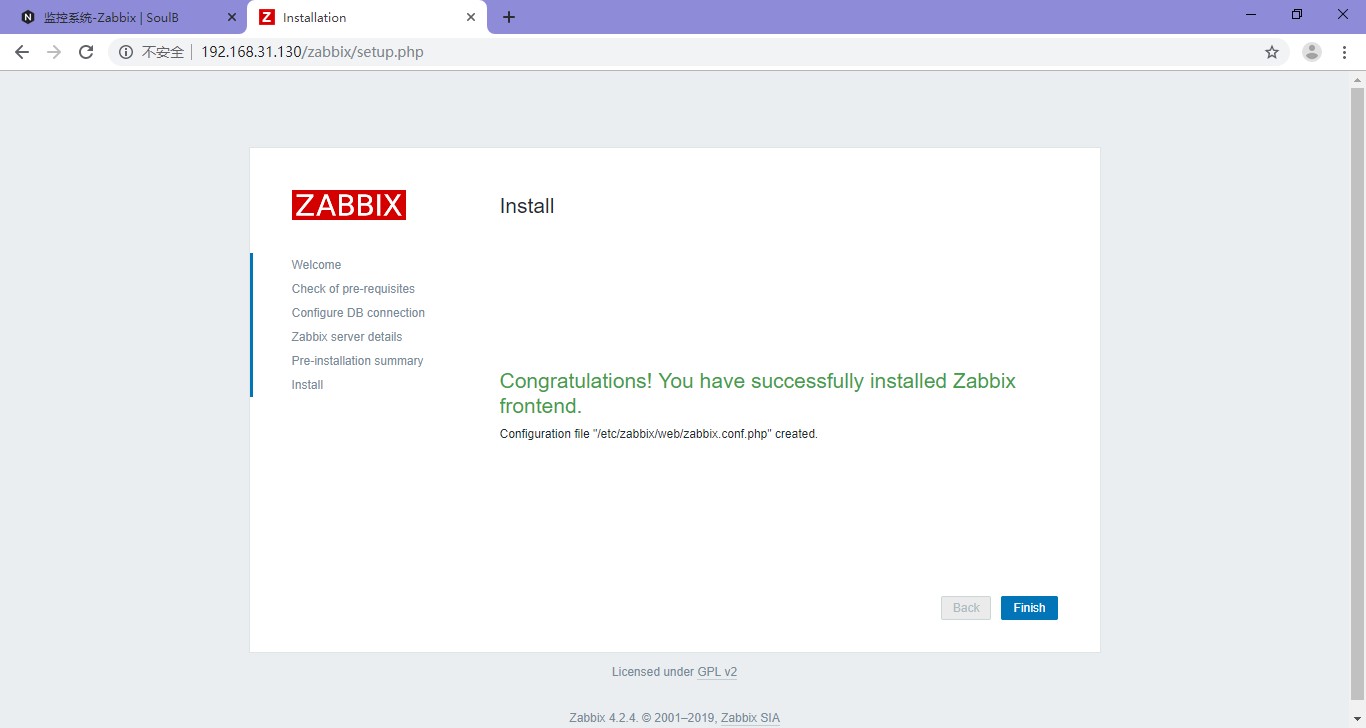 监控系统-Zabbix | SoulB
Installation
不安全 192.168.31.130/zabbix/setup.php
ZABBIX
Install
Welcome
Check of pre-requisites
Configure DB connection
Zabbix server details
Pre-installation summary
Install
Congratulations! You have successfully installed Zabbix
frontend.
Configuration file "/etc/zabbix/web/zabbix.conf.php" created.
Back Finish
Licensed under GPL v2
Zabbix 4.2.4. © 2001–2019, Zabbix SIA